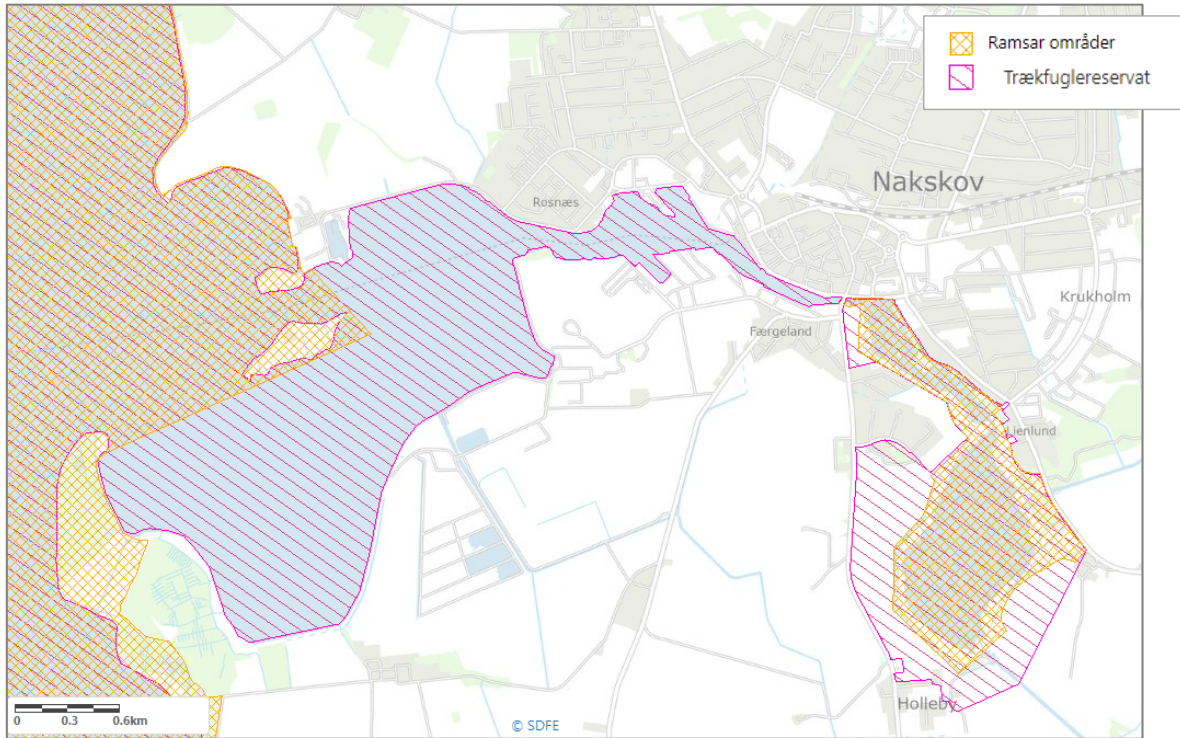 Ramsar områder
Trækfuglereservat
Nakskov
Rosnæs
Krukholm
Færgeland
Lienlund
Holleby
0 0.3 0.6km
© SDFE